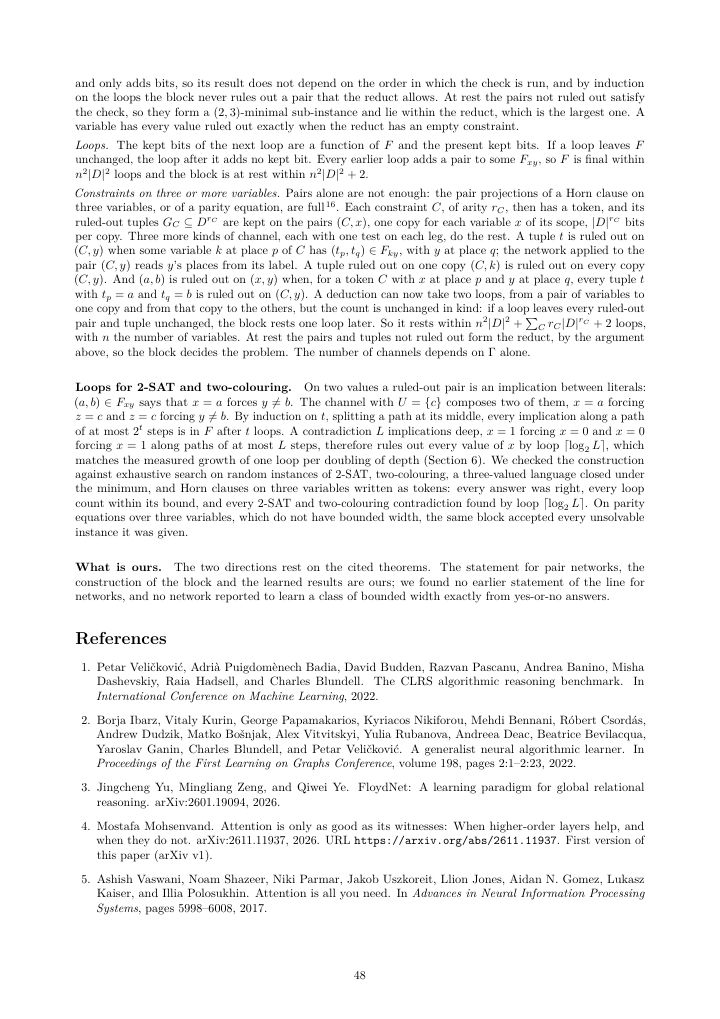 and only adds bits, so its result does not depend on the order in which the check is run, and by induction
on the loops the block never rules out a pair that the reduct allows. At rest the pairs not ruled out satisfy
the check, so they form a (2, 3)-minimal sub-instance and lie within the reduct, which is the largest one. A
variable has every value ruled out exactly when the reduct has an empty constraint.
Loops. The kept bits of the next loop are a function of F and the present kept bits. If a loop leaves F
unchanged, the loop after it adds no kept bit. Every earlier loop adds a pair to some F_{xy}, so F is final within
n²|D|² loops and the block is at rest within n²|D|² + 2.
Constraints on three or more variables. Pairs alone are not enough: the pair projections of a Horn clause on
three variables, or of a parity equation, are full¹⁶. Each constraint C, of arity r_C, then has a token, and its
ruled-out tuples G_C ⊆ D^{r_C} are kept on the pairs (C, x), one copy for each variable x of its scope, |D|^{r_C} bits
per copy. Three more kinds of channel, each with one test on each leg, do the rest. A tuple t is ruled out on
(C, y) when some variable k at place p of C has (t_p, t_q) ∈ F_{ky}, with y at place q; the network applied to the
pair (C, y) reads y's places from its label. A tuple ruled out on one copy (C, k) is ruled out on every copy
(C, y). And (a, b) is ruled out on (x, y) when, for a token C with x at place p and y at place q, every tuple t
with t_p = a and t_q = b is ruled out on (C, y). A deduction can now take two loops, from a pair of variables to
one copy and from that copy to the others, but the count is unchanged in kind: if a loop leaves every ruled-out
pair and tuple unchanged, the block rests one loop later. So it rests within n²|D|² + ∑_C r_C|D|^{r_C} + 2 loops,
with n the number of variables. At rest the pairs and tuples not ruled out form the reduct, by the argument
above, so the block decides the problem. The number of channels depends on Γ alone.
Loops for 2-SAT and two-colouring. On two values a ruled-out pair is an implication between literals:
(a, b) ∈ F_{xy} says that x = a forces y ≠ b. The channel with U = {c} composes two of them, x = a forcing
z = c and z = c forcing y ≠ b. By induction on t, splitting a path at its middle, every implication along a path
of at most 2^t steps is in F after t loops. A contradiction L implications deep, x = 1 forcing x = 0 and x = 0
forcing x = 1 along paths of at most L steps, therefore rules out every value of x by loop ⌈log₂ L⌉, which
matches the measured growth of one loop per doubling of depth (Section 6). We checked the construction
against exhaustive search on random instances of 2-SAT, two-colouring, a three-valued language closed under
the minimum, and Horn clauses on three variables written as tokens: every answer was right, every loop
count within its bound, and every 2-SAT and two-colouring contradiction found by loop ⌈log₂ L⌉. On parity
equations over three variables, which do not have bounded width, the same block accepted every unsolvable
instance it was given.
What is ours. The two directions rest on the cited theorems. The statement for pair networks, the
construction of the block and the learned results are ours; we found no earlier statement of the line for
networks, and no network reported to learn a class of bounded width exactly from yes-or-no answers.
References
1. Petar Veličković, Adrià Puigdomènech Badia, David Budden, Razvan Pascanu, Andrea Banino, Misha
Dashevskiy, Raia Hadsell, and Charles Blundell. The CLRS algorithmic reasoning benchmark. In
International Conference on Machine Learning, 2022.
2. Borja Ibarz, Vitaly Kurin, George Papamakarios, Kyriacos Nikiforou, Mehdi Bennani, Róbert Csordás,
Andrew Dudzik, Matko Bošnjak, Alex Vitvitskyi, Yulia Rubanova, Andreea Deac, Beatrice Bevilacqua,
Yaroslav Ganin, Charles Blundell, and Petar Veličković. A generalist neural algorithmic learner. In
Proceedings of the First Learning on Graphs Conference, volume 198, pages 2:1–2:23, 2022.
3. Jingcheng Yu, Mingliang Zeng, and Qiwei Ye. FloydNet: A learning paradigm for global relational
reasoning. arXiv:2601.19094, 2026.
4. Mostafa Mohsenvand. Attention is only as good as its witnesses: When higher-order layers help, and
when they do not. arXiv:2611.11937, 2026. URL https://arxiv.org/abs/2611.11937. First version of
this paper (arXiv v1).
5. Ashish Vaswani, Noam Shazeer, Niki Parmar, Jakob Uszkoreit, Llion Jones, Aidan N. Gomez, Lukasz
Kaiser, and Illia Polosukhin. Attention is all you need. In Advances in Neural Information Processing
Systems, pages 5998–6008, 2017.
48